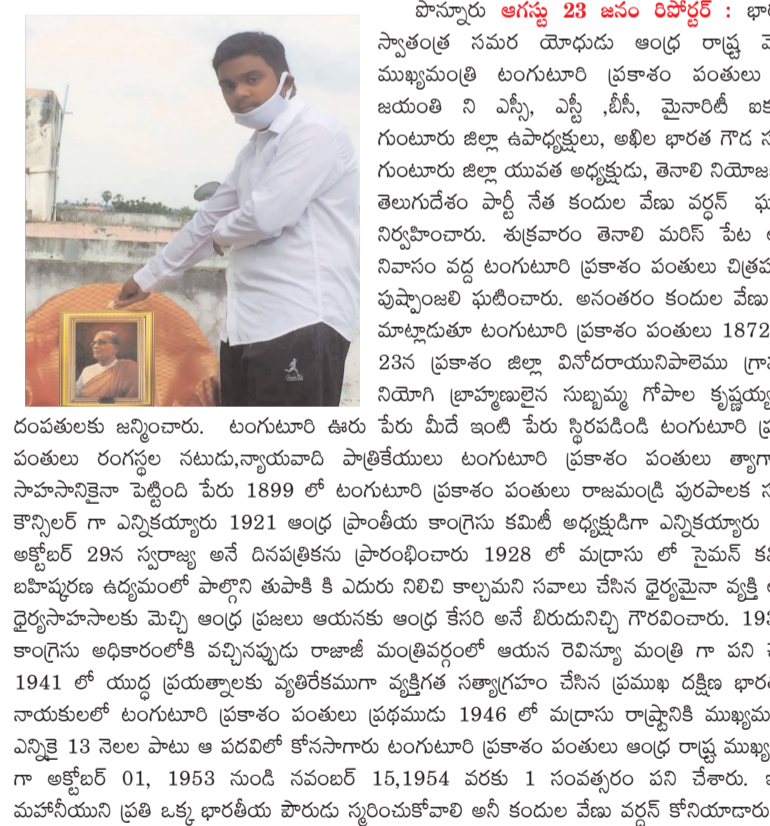 పొన్నూరు ఆగస్టు 23 జనం రిపోర్టర్ :
స్వాతంత్ర సమర యోధుడు ఆంధ్ర రాష్ట్ర
ముఖ్యమంత్రి టంగుటూరి ప్రకాశం పంతులు
జయంతి ని ఎస్సీ, ఎస్టీ ,బీసీ, మైనారిటీ
గుంటూరు జిల్లా ఉపాధ్యక్షులు, అఖిల భారత గౌడ
గుంటూరు జిల్లా యువత అధ్యక్షుడు, తెనాలి
తెలుగుదేశం పార్టీ నేత కందుల వేణు వర్ధన్
నిర్వహించారు. శుక్రవారం తెనాలి మరిస్ పేట
నివాసం వద్ద టంగుటూరి ప్రకాశం పంతులు
పుష్పాంజలి ఘటించారు. అనంతరం కందుల వేణు
మాట్లాడుతూ టంగుటూరి ప్రకాశం పంతులు 1872
23న ప్రకాశం జిల్లా వినోదరాయునిపాలెము
నియోగి బ్రాహ్మణులైన సుబ్బమ్మ గోపాల
దంపతులకు జన్మించారు. టంగుటూరి ఊరు పేరు మీదే ఇంటి పేరు స్థిరపడింది టంగుటూరి
పంతులు రంగస్థల నటుడు,న్యాయవాది పాత్రికేయులు టంగుటూరి ప్రకాశం పంతులు
సాహసానికైనా పెట్టింది పేరు 1899 లో టంగుటూరి ప్రకాశం పంతులు రాజమండ్రి పురపాలక
కౌన్సిలర్ గా ఎన్నికయ్యారు 1921 ఆంధ్ర ప్రాంతీయ కాంగ్రెసు కమిటీ అధ్యక్షుడిగా ఎన్నికయ్యారు
అక్టోబర్ 29న స్వరాజ్య అనే దినపత్రికను ప్రారంభించారు 1928 లో మద్రాసు లో సైమన్
బహిష్కరణ ఉద్యమంలో పాల్గొని తుపాకి కి ఎదురు నిలిచి కాల్చమని సవాలు చేసిన ధైర్యమైనా వ్యక్తి
ధైర్యసాహసాలకు మెచ్చి ఆంధ్ర ప్రజలు ఆయనకు ఆంధ్ర కేసరి అనే బిరుదునిచ్చి గౌరవించారు.
కాంగ్రెసు అధికారంలోకి వచ్చినప్పుడు రాజాజీ మంత్రివర్గంలో ఆయన రెవిన్యూ మంత్రి గా పని
1941 లో యుద్ధ ప్రయత్నాలకు వ్యతిరేకముగా వ్యక్తిగత సత్యాగ్రహం చేసిన ప్రముఖ దక్షిణ
నాయకులలో టంగుటూరి ప్రకాశం పంతులు ప్రథముడు 1946 లో మద్రాసు రాష్ట్రానికి
ఎన్నికై 13 నెలల పాటు ఆ పదవిలో కోనసాగారు టంగుటూరి ప్రకాశం పంతులు ఆంధ్ర రాష్ట్ర
గా అక్టోబర్ 01, 1953 నుండి నవంబర్ 15,1954 వరకు 1 సంవత్సరం పని చేశారు.
మహానీయుని ప్రతి ఒక్క భారతీయ పౌరుడు స్మరించుకోవాలి అనీ కందుల వేణు వర్ధన్ కోనియాడారు